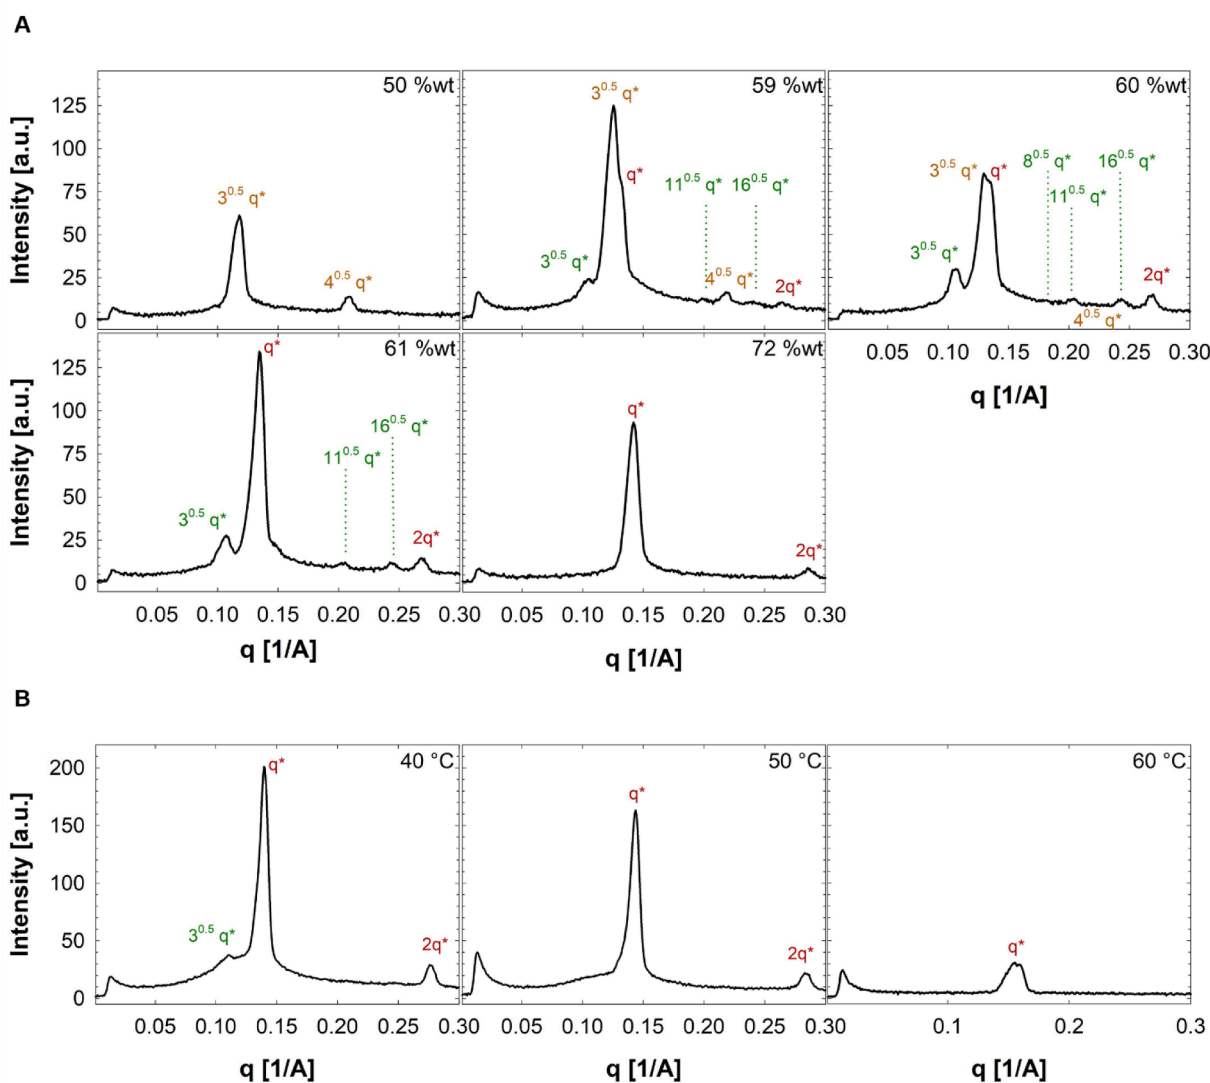 A
50 %wt
59 %wt
60 %wt
Intensity [a.u.]
125
100
75
50
25
0
3^0.5 q*
4^0.5 q*
3^0.5 q*
q*
3^0.5 q*
11^0.5 q*
16^0.5 q*
4^0.5 q*
2q*
3^0.5 q*
q*
3^0.5 q*
8^0.5 q*
16^0.5 q*
11^0.5 q*
2q*
4^0.5 q*
0.05 0.10 0.15 0.20 0.25 0.30
q [1/A]
61 %wt
72 %wt
Intensity [a.u.]
125
100
75
50
25
0
q*
3^0.5 q*
11^0.5 q*
16^0.5 q*
2q*
q*
2q*
0.05 0.10 0.15 0.20 0.25 0.3
0.05 0.10 0.15 0.20 0.25 0.30
q [1/A]
q [1/A]
B
40 °C
50 °C
60 °C
Intensity [a.u.]
200
150
100
50
0
q*
3^0.5 q*
2q*
q*
2q*
q*
0.05 0.10 0.15 0.20 0.25 0.3
0.05 0.10 0.15 0.20 0.25 0.30
0.1 0.2 0.3
q [1/A]
q [1/A]
q [1/A]